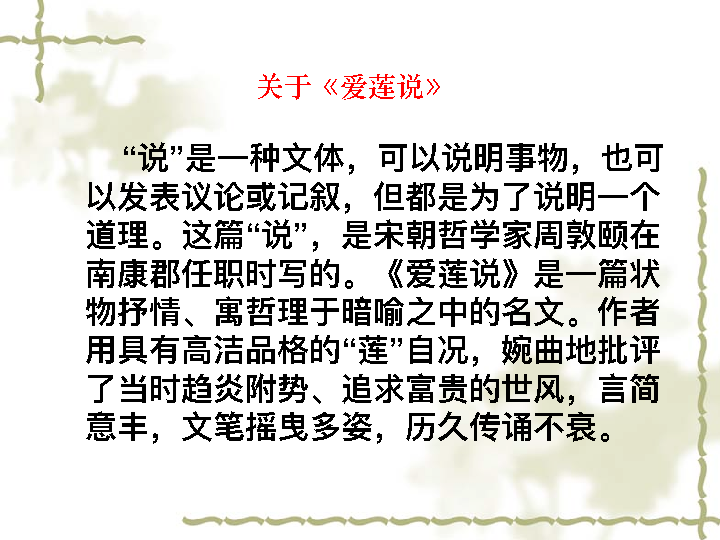 关于《爱莲说》
“说”是一种文体，可以说明事物，也可
以发表议论或记叙，但都是为了说明一个
道理。这篇“说”，是宋朝哲学家周敦颐在
南康郡任职时写的。《爱莲说》是一篇状
物抒情、寓哲理于暗喻之中的名文。作者
用具有高洁品格的“莲”自况，婉曲地批评
了当时趋炎附势、追求富贵的世风，言简
意丰，文笔摇曳多姿，历久传诵不衰。